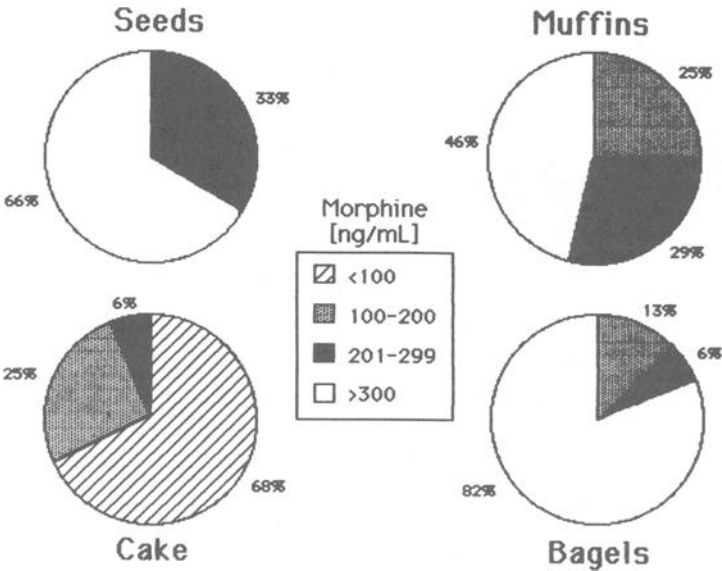 Seeds
33%
66%
Muffins
25%
46%
29%
Morphine
[ng/mL]
<100
100-200
201-299
>300
6%
25%
68%
Cake
13%
6%
82%
Bagels